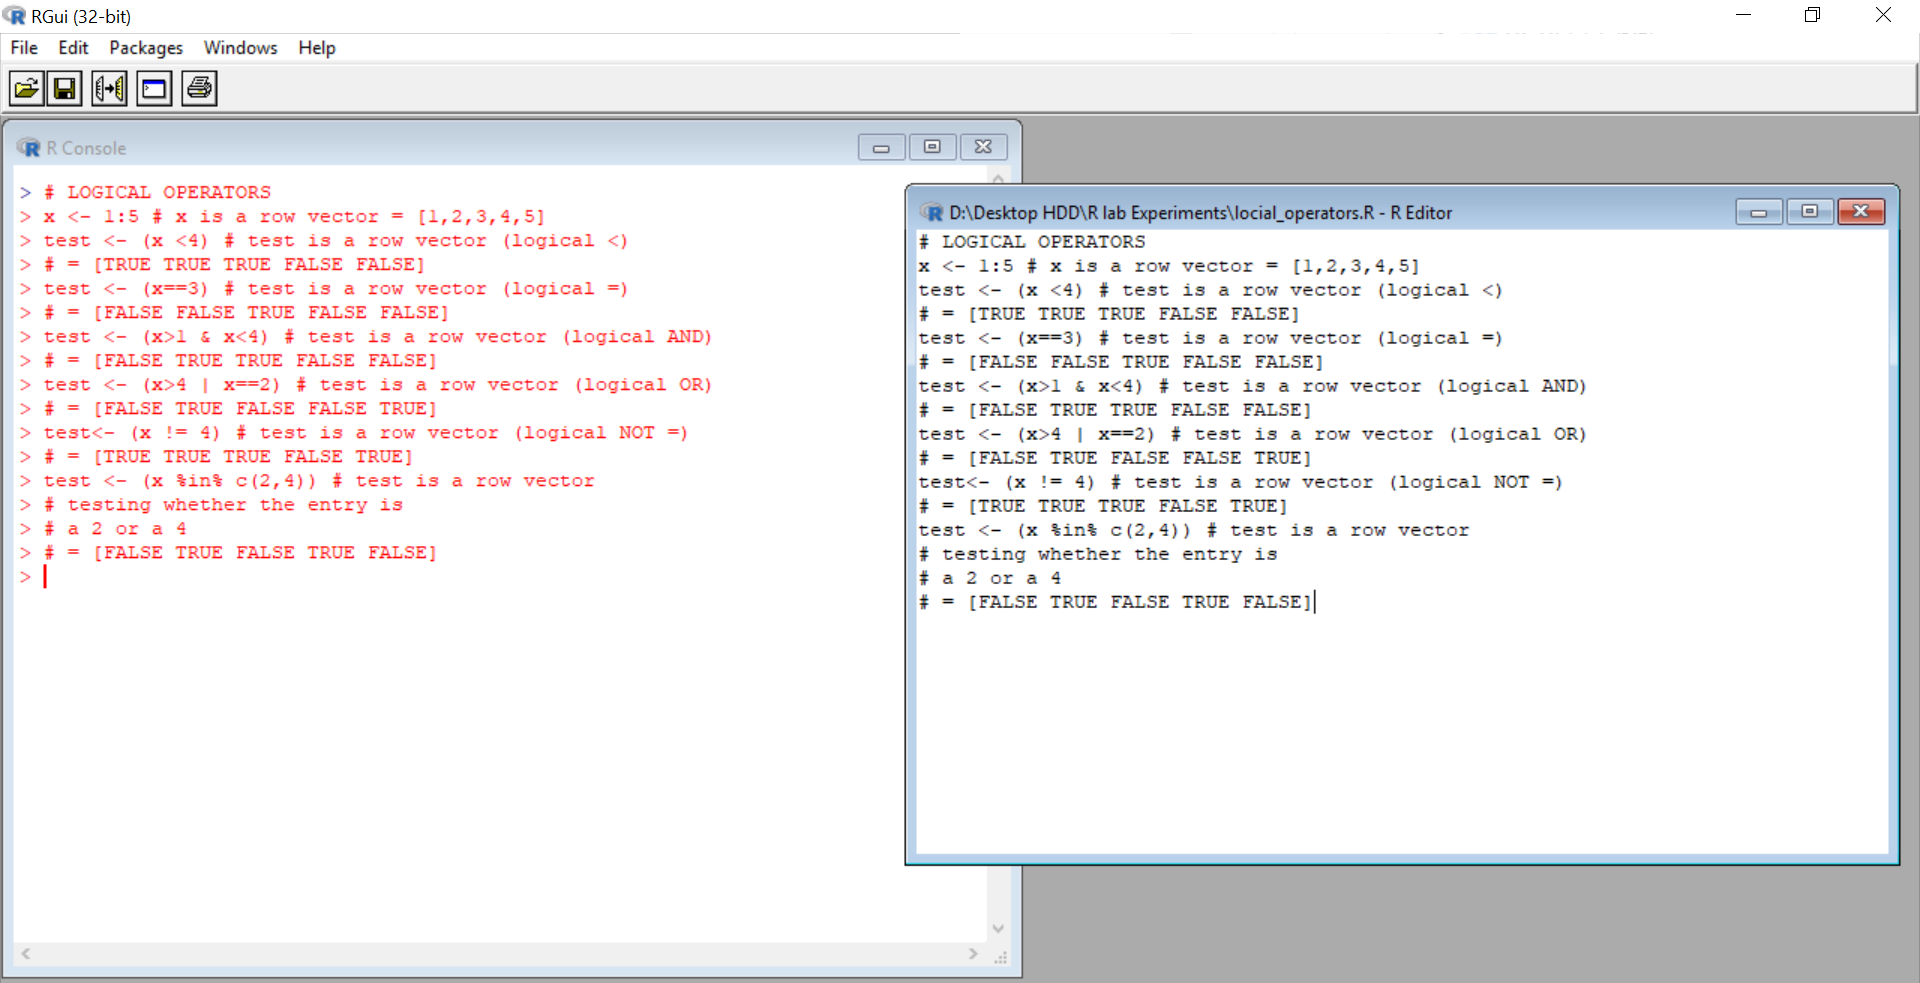 RGui (32-bit)
File Edit Packages Windows Help
R Console
> # LOGICAL OPERATORS
> x <- 1:5 # x is a row vector = [1,2,3,4,5]
> test <- (x <4) # test is a row vector (logical <)
> # = [TRUE TRUE TRUE FALSE FALSE]
> test <- (x==3) # test is a row vector (logical =)
> # = [FALSE FALSE TRUE FALSE FALSE]
> test <- (x>1 & x<4) # test is a row vector (logical AND)
> # = [FALSE TRUE TRUE FALSE FALSE]
> test <- (x>4 | x==2) # test is a row vector (logical OR)
> # = [FALSE TRUE FALSE FALSE TRUE]
> test<- (x != 4) # test is a row vector (logical NOT =)
> # = [TRUE TRUE TRUE FALSE TRUE]
> test <- (x %in% c(2,4)) # test is a row vector
> # testing whether the entry is
> # a 2 or a 4
> # = [FALSE TRUE FALSE TRUE FALSE]
>
D:\Desktop HDD\R lab Experiments\locial_operators.R - R Editor
# LOGICAL OPERATORS
x <- 1:5 # x is a row vector = [1,2,3,4,5]
test <- (x <4) # test is a row vector (logical <)
# = [TRUE TRUE TRUE FALSE FALSE]
test <- (x==3) # test is a row vector (logical =)
# = [FALSE FALSE TRUE FALSE FALSE]
test <- (x>1 & x<4) # test is a row vector (logical AND)
# = [FALSE TRUE TRUE FALSE FALSE]
test <- (x>4 | x==2) # test is a row vector (logical OR)
# = [FALSE TRUE FALSE FALSE TRUE]
test<- (x != 4) # test is a row vector (logical NOT =)
# = [TRUE TRUE TRUE FALSE TRUE]
test <- (x %in% c(2,4)) # test is a row vector
# testing whether the entry is
# a 2 or a 4
# = [FALSE TRUE FALSE TRUE FALSE]